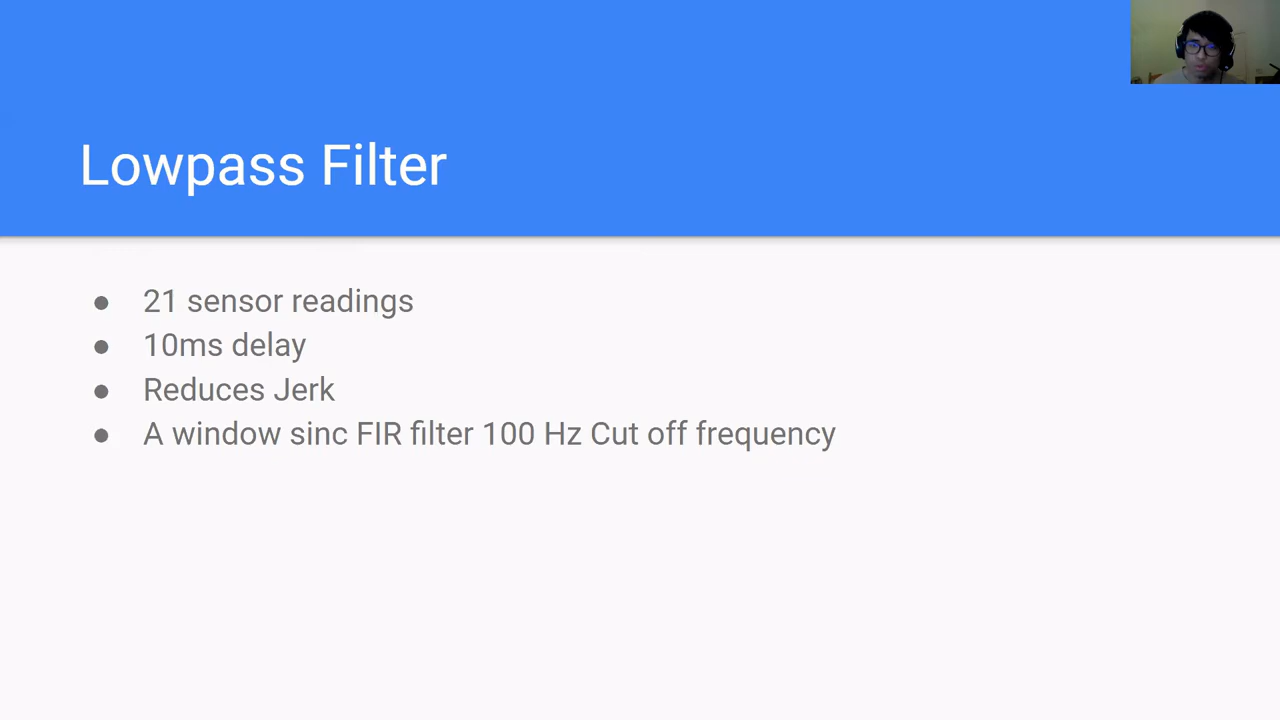 Lowpass Filter
● 21 sensor readings
● 10ms delay
● Reduces Jerk
● A window sinc FIR filter 100 Hz Cut off frequency